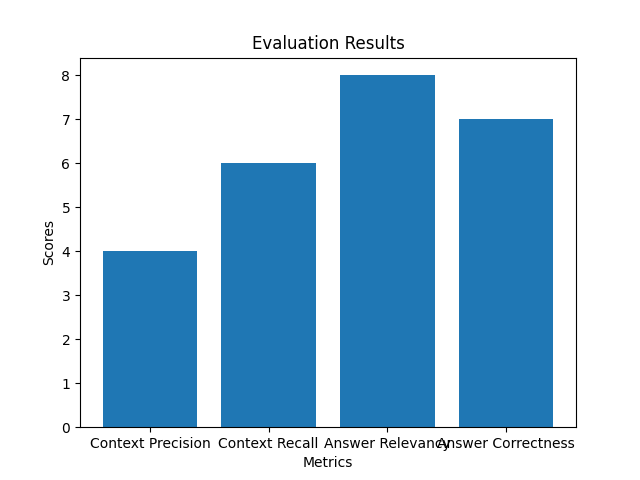 Evaluation Results
8
7
6
5
4
3
2
1
0
Scores
Context Precision Context Recall Answer Relevancy Answer Correctness
Metrics